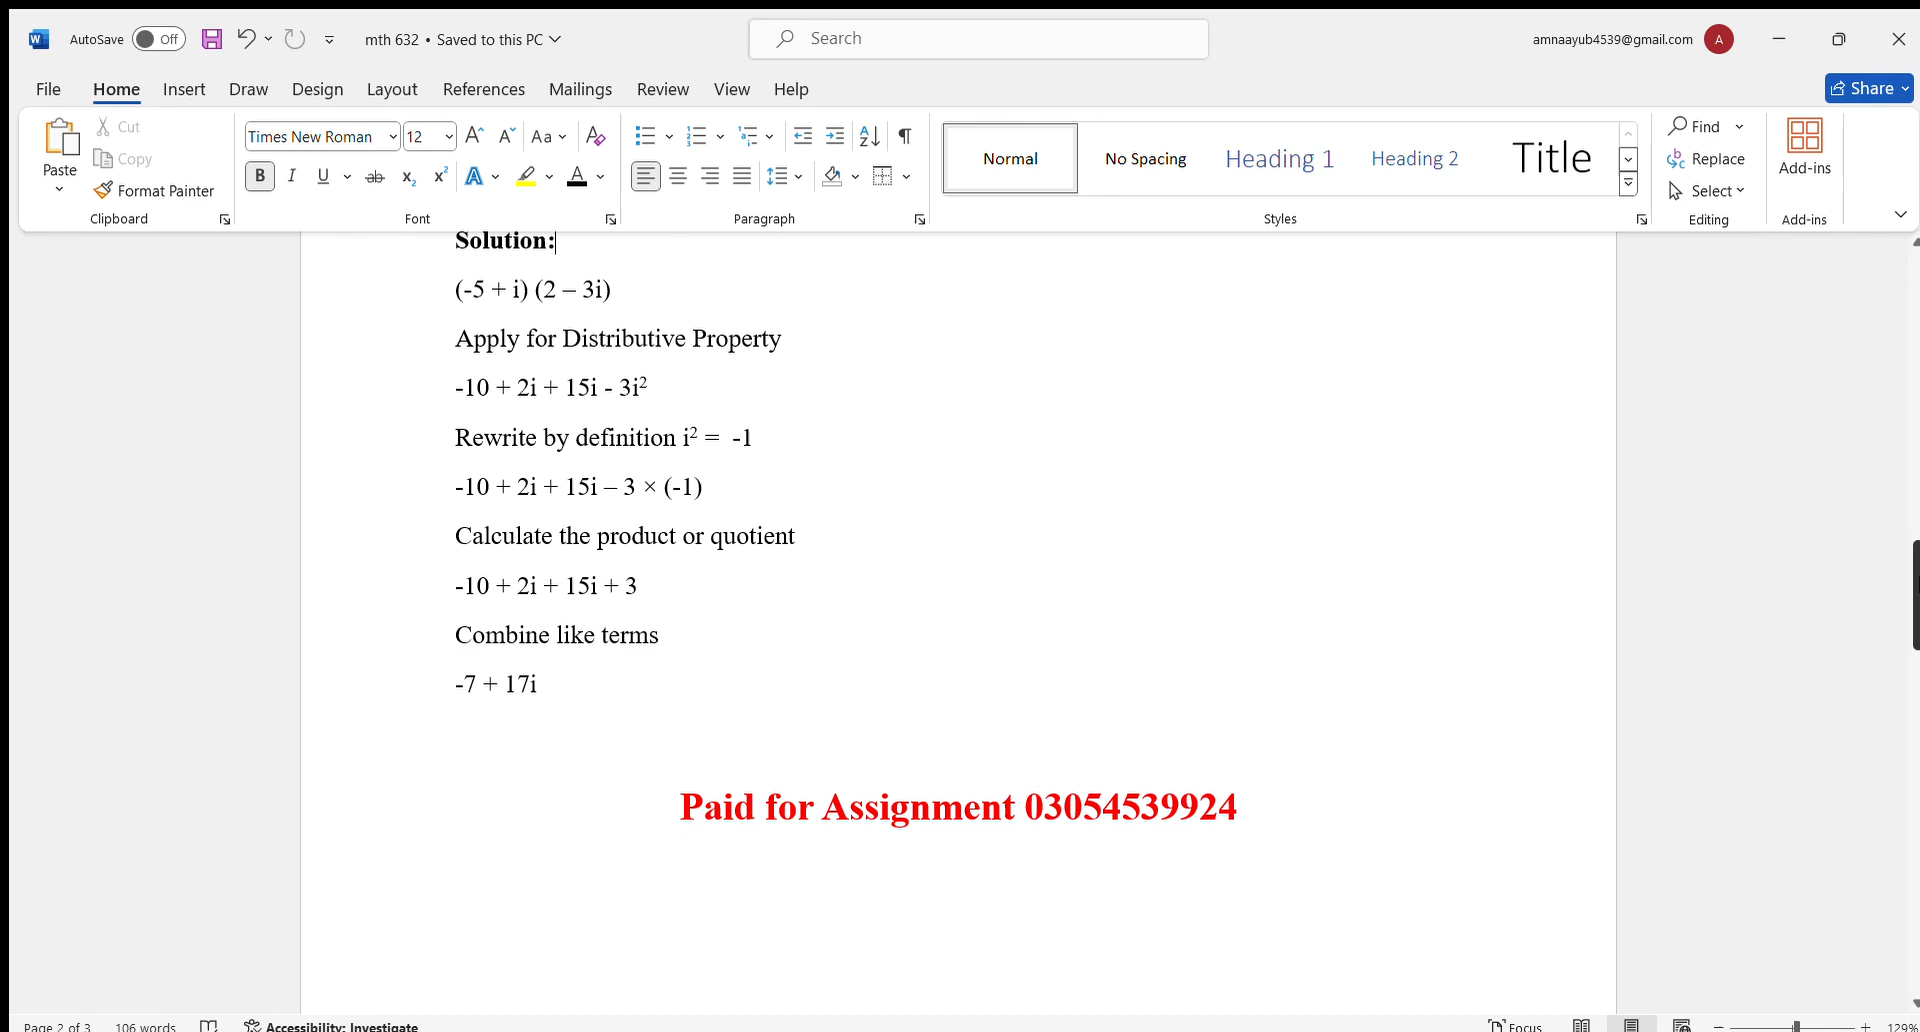 AutoSave Off mth 632 • Saved to this PC Search amnaayub4539@gmail.com A
File Home Insert Draw Design Layout References Mailings Review View Help Share
Paste Cut Copy Format Painter Clipboard
Times New Roman 12 Aa Font
Paragraph
Normal No Spacing Heading 1 Heading 2 Title Styles
Find Replace Select Editing
Add-ins Add-ins
Solution:
(-5 + i) (2 – 3i)
Apply for Distributive Property
-10 + 2i + 15i - 3i²
Rewrite by definition i² = -1
-10 + 2i + 15i – 3 × (-1)
Calculate the product or quotient
-10 + 2i + 15i + 3
Combine like terms
-7 + 17i
Paid for Assignment 03054539924
Page 2 of 3 106 words Accessibility: Investigate Focus 129%